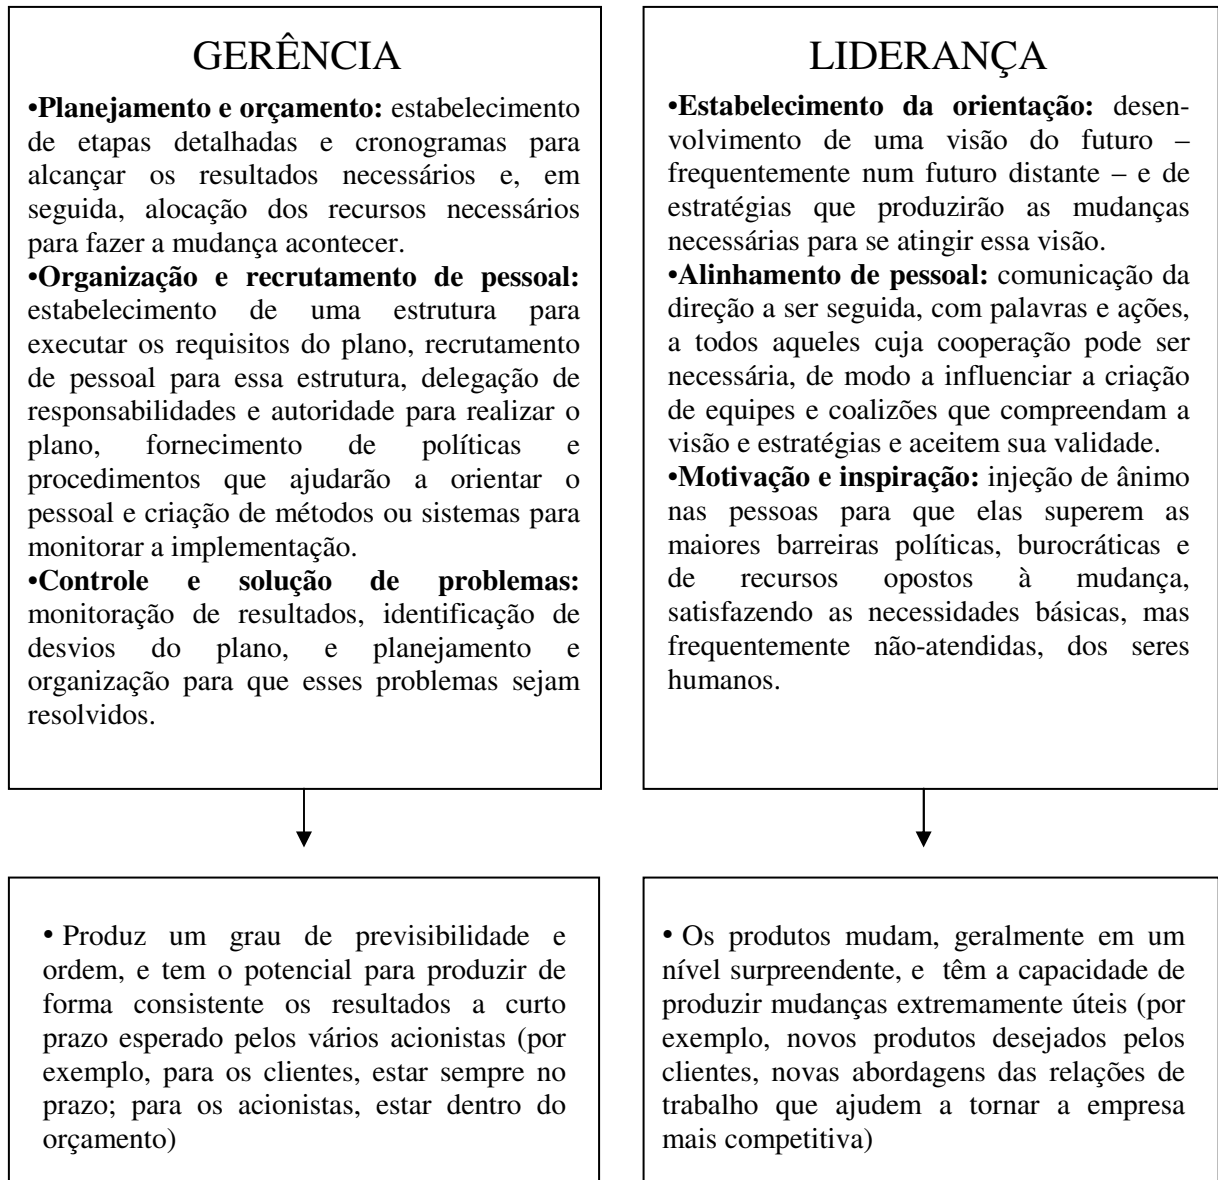 GERÊNCIA
•Planejamento e orçamento: estabelecimento
de etapas detalhadas e cronogramas para
alcançar os resultados necessários e, em
seguida, alocação dos recursos necessários
para fazer a mudança acontecer.
•Organização e recrutamento de pessoal:
estabelecimento de uma estrutura para
executar os requisitos do plano, recrutamento
de pessoal para essa estrutura, delegação de
responsabilidades e autoridade para realizar o
plano, fornecimento de políticas e
procedimentos que ajudarão a orientar o
pessoal e criação de métodos ou sistemas para
monitorar a implementação.
•Controle e solução de problemas:
monitoração de resultados, identificação de
desvios do plano, e planejamento e
organização para que esses problemas sejam
resolvidos.
LIDERANÇA
•Estabelecimento da orientação: desen-
volvimento de uma visão do futuro –
frequentemente num futuro distante – e de
estratégias que produzirão as mudanças
necessárias para se atingir essa visão.
•Alinhamento de pessoal: comunicação da
direção a ser seguida, com palavras e ações,
a todos aqueles cuja cooperação pode ser
necessária, de modo a influenciar a criação
de equipes e coalizões que compreendam a
visão e estratégias e aceitem sua validade.
•Motivação e inspiração: injeção de ânimo
nas pessoas para que elas superem as
maiores barreiras políticas, burocráticas e
de recursos opostos à mudança,
satisfazendo as necessidades básicas, mas
frequentemente não-atendidas, dos seres
humanos.
• Produz um grau de previsibilidade e
ordem, e tem o potencial para produzir de
forma consistente os resultados a curto
prazo esperado pelos vários acionistas (por
exemplo, para os clientes, estar sempre no
prazo; para os acionistas, estar dentro do
orçamento)
• Os produtos mudam, geralmente em um
nível surpreendente, e têm a capacidade de
produzir mudanças extremamente úteis (por
exemplo, novos produtos desejados pelos
clientes, novas abordagens das relações de
trabalho que ajudem a tornar a empresa
mais competitiva)